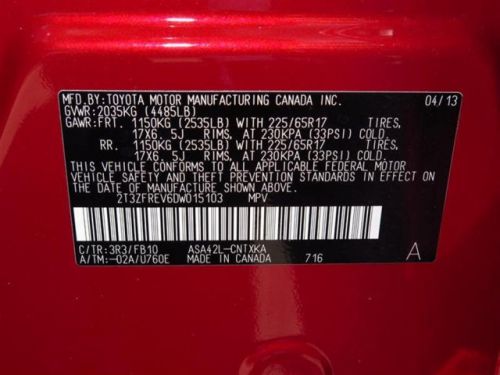 MFD.BY:TOYOTA MOTOR MANUFACTURING CANADA INC. 04/13
GVWR:2035KG (4485LB)
GAWR:FRT. 1150KG (2535LB) WITH 225/65R17 TIRES,
17X6.5J RIMS, AT 230KPA (33PSI) COLD.
RR. 1150KG (2535LB) WITH 225/65R17 TIRES,
17X6.5J RIMS, AT 230KPA (33PSI) COLD.
THIS VEHICLE CONFORMS TO ALL APPLICABLE FEDERAL MOTOR
VEHICLE SAFETY AND THEFT PREVENTION STANDARDS IN EFFECT
ON THE DATE OF MANUFACTURE SHOWN ABOVE.
2T3ZFREV6DW015103 MPV
C/TR:3R3/FB10 ASA42L-CNTXKA
A/TM:-02A/U760E MADE IN CANADA 716 A